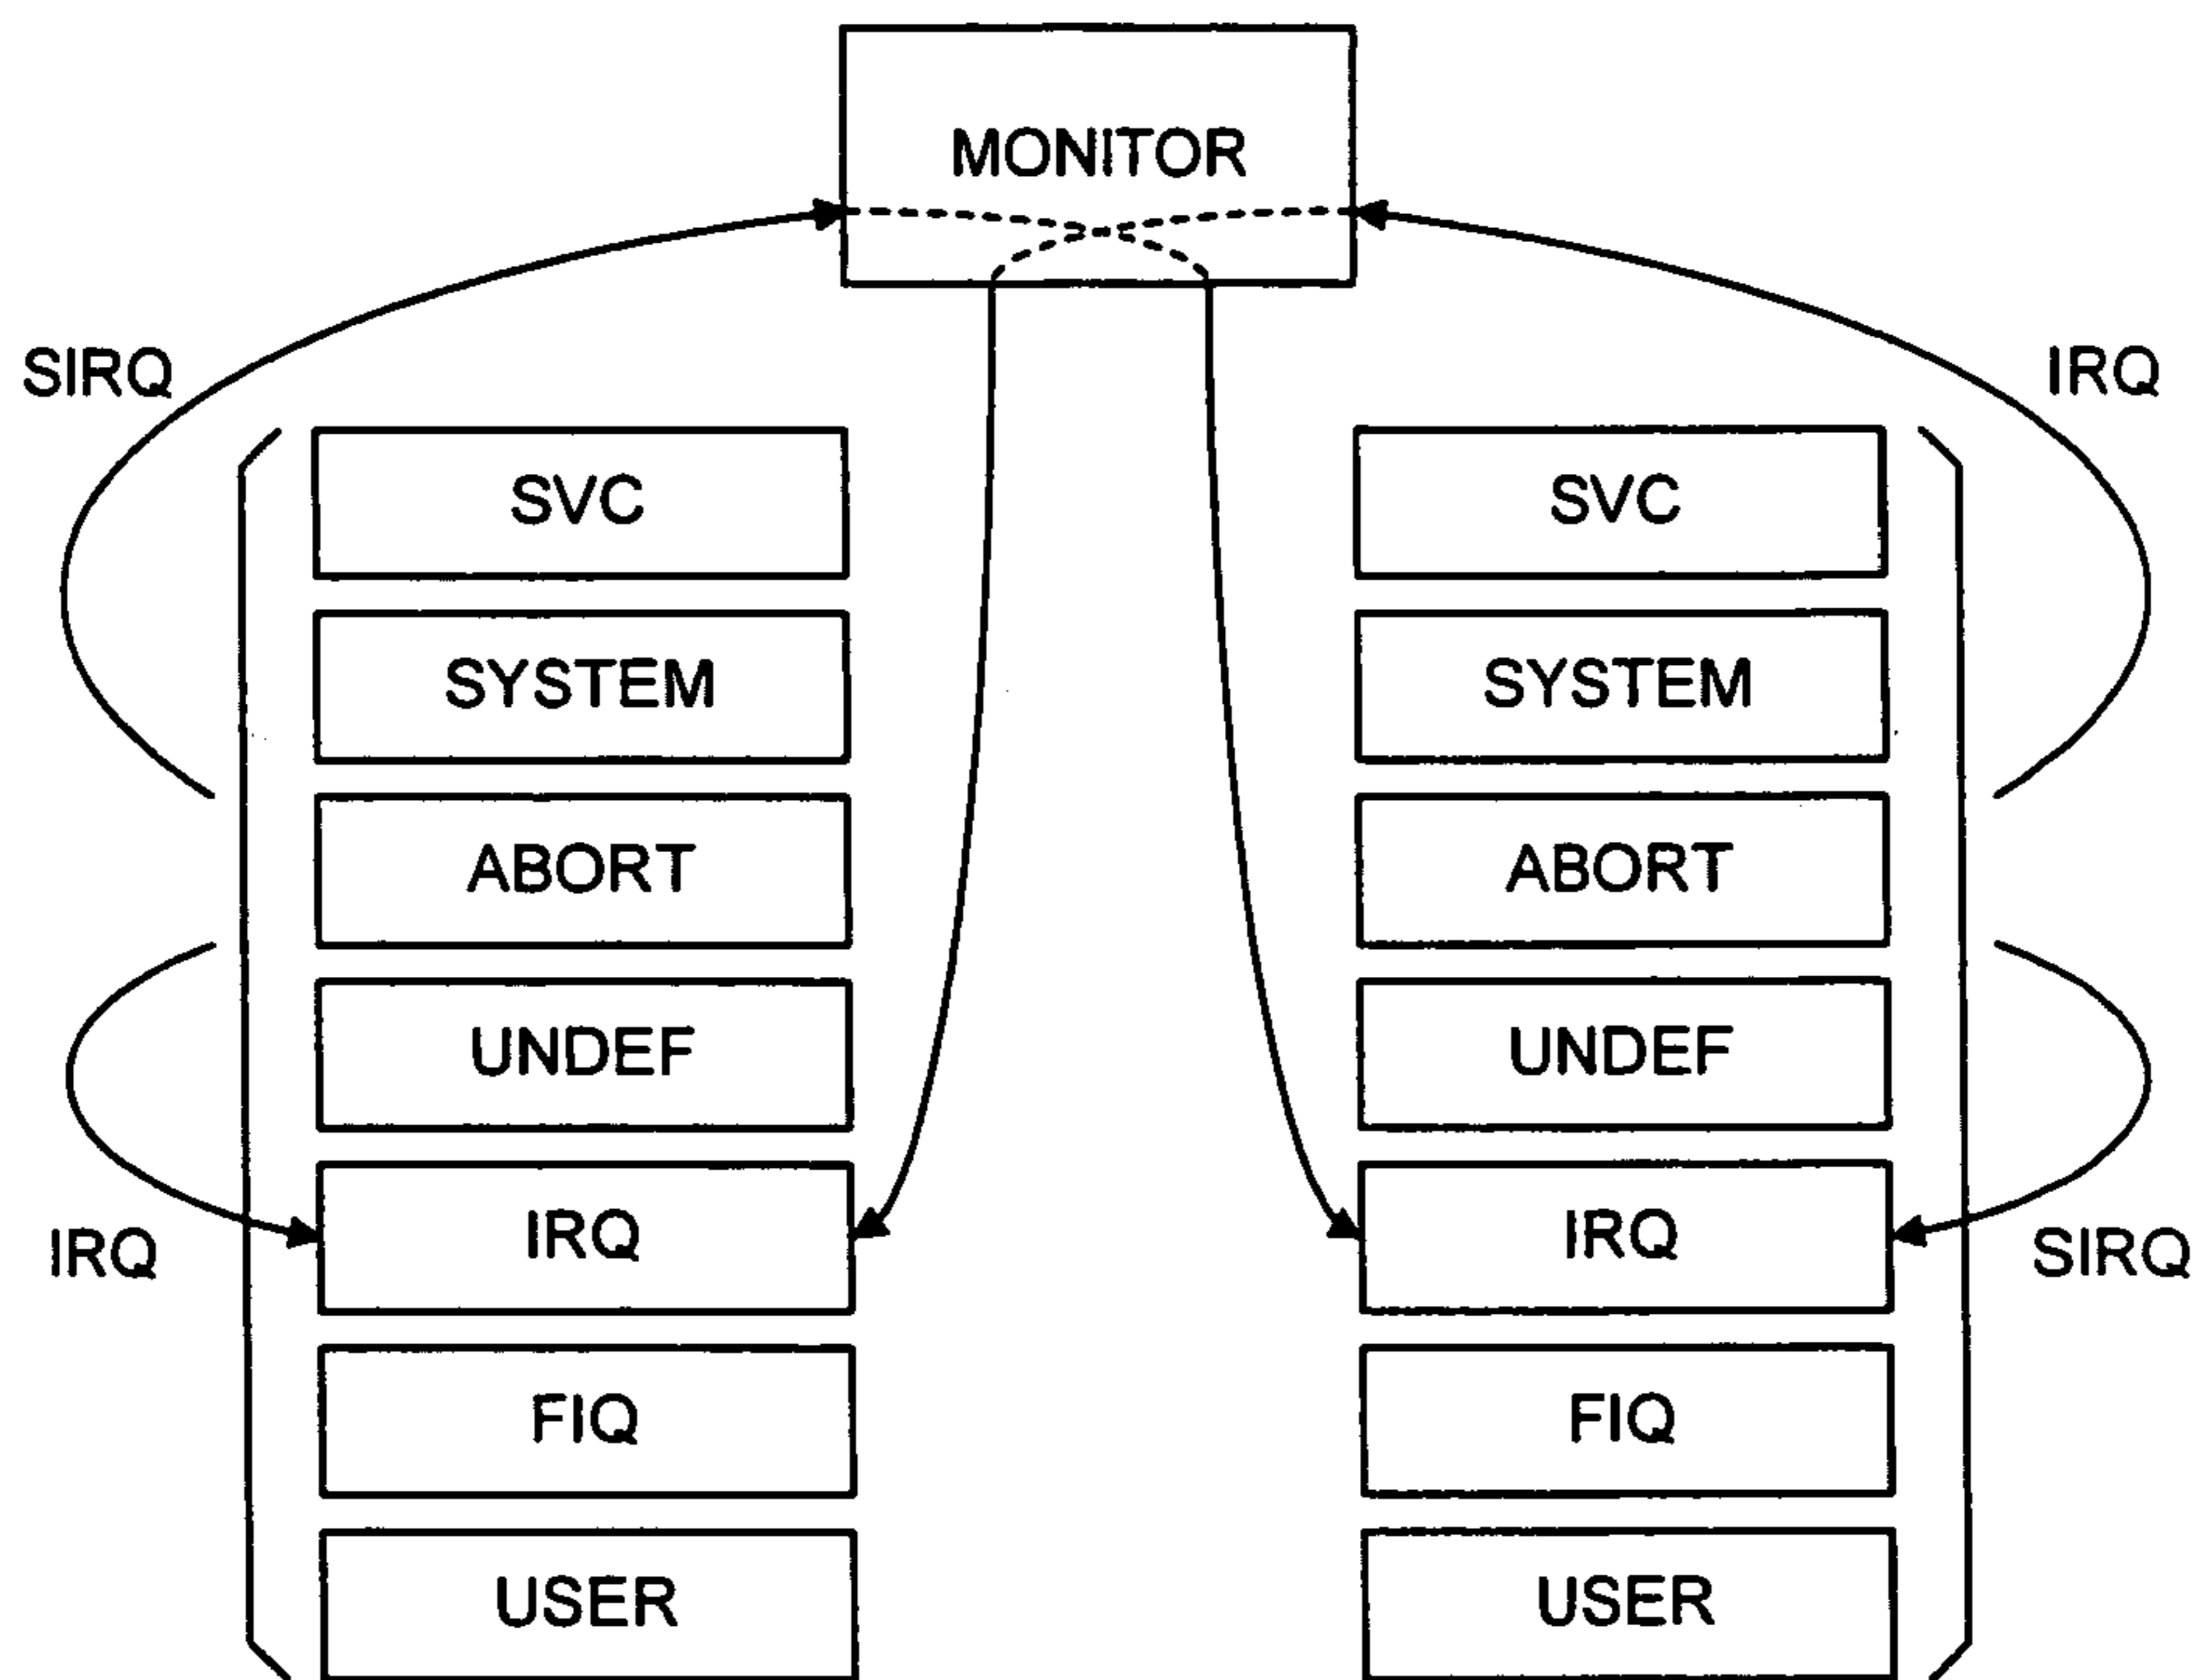 MONITOR
SIRQ
IRQ
SVC
SVC
SYSTEM
SYSTEM
ABORT
ABORT
UNDEF
UNDEF
IRQ
IRQ
IRQ
SIRQ
FIQ
FIQ
USER
USER